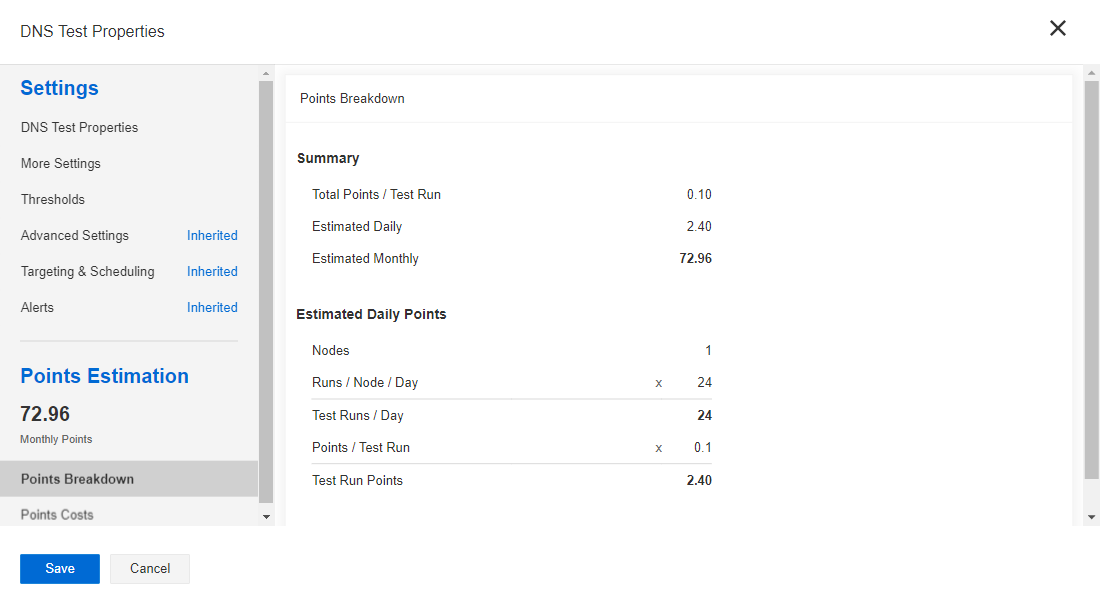 DNS Test Properties
Settings
DNS Test Properties
More Settings
Thresholds
Advanced Settings Inherited
Targeting & Scheduling Inherited
Alerts Inherited
Points Estimation
72.96
Monthly Points
Points Breakdown
Points Costs
Points Breakdown
Summary
Total Points / Test Run 0.10
Estimated Daily 2.40
Estimated Monthly 72.96
Estimated Daily Points
Nodes 1
Runs / Node / Day x 24
Test Runs / Day 24
Points / Test Run x 0.1
Test Run Points 2.40
Save Cancel